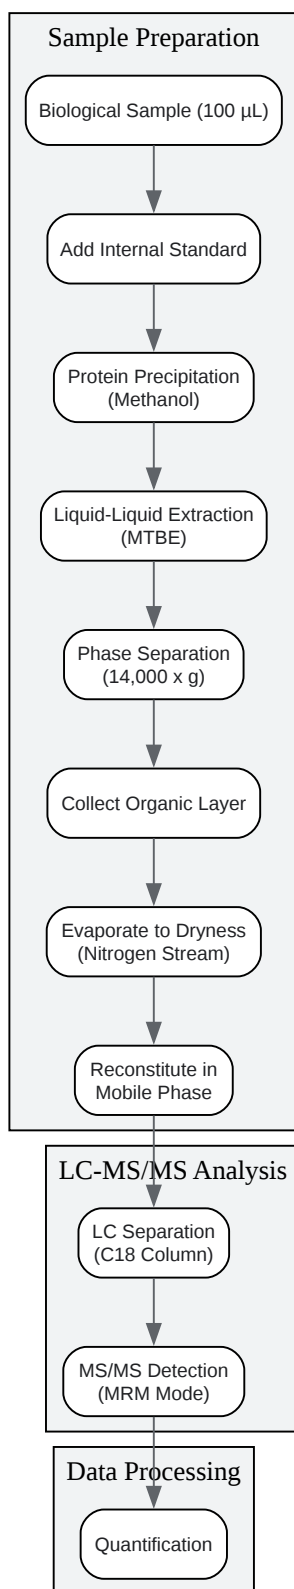 Sample Preparation
Biological Sample (100 µL)
Add Internal Standard
Protein Precipitation
(Methanol)
Liquid-Liquid Extraction
(MTBE)
Phase Separation
(14,000 x g)
Collect Organic Layer
Evaporate to Dryness
(Nitrogen Stream)
Reconstitute in
Mobile Phase
LC-MS/MS Analysis
LC Separation
(C18 Column)
MS/MS Detection
(MRM Mode)
Data Processing
Quantification